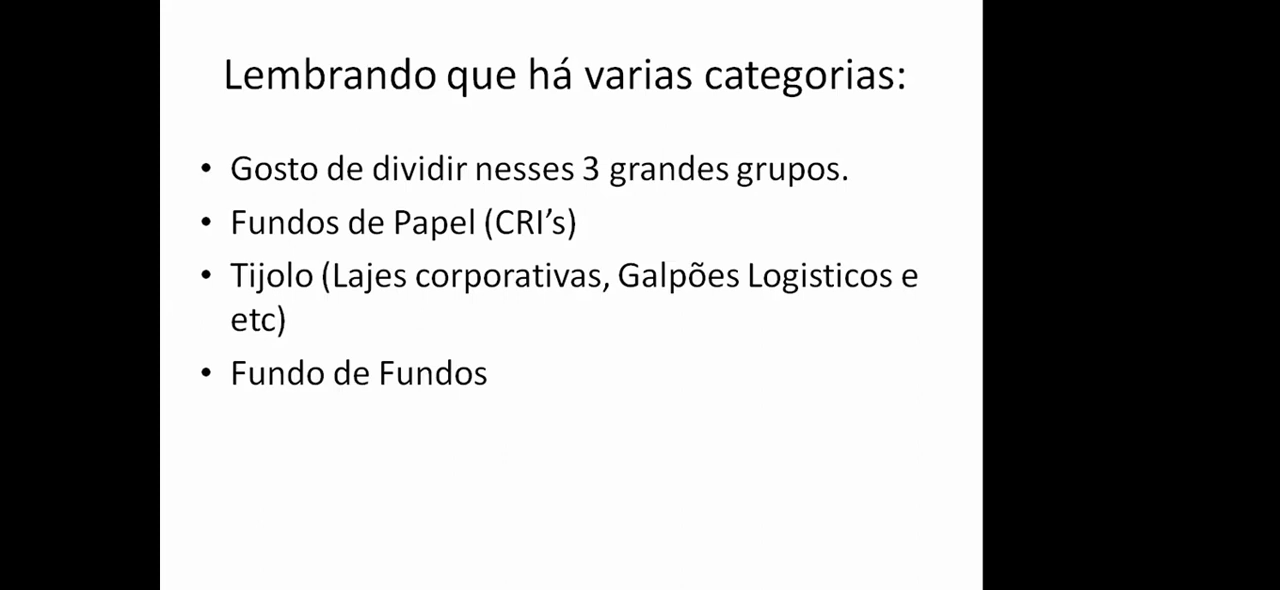 Lembrando que há varias categorias:
• Gosto de dividir nesses 3 grandes grupos.
• Fundos de Papel (CRI’s)
• Tijolo (Lajes corporativas, Galpões Logisticos e
etc)
• Fundo de Fundos